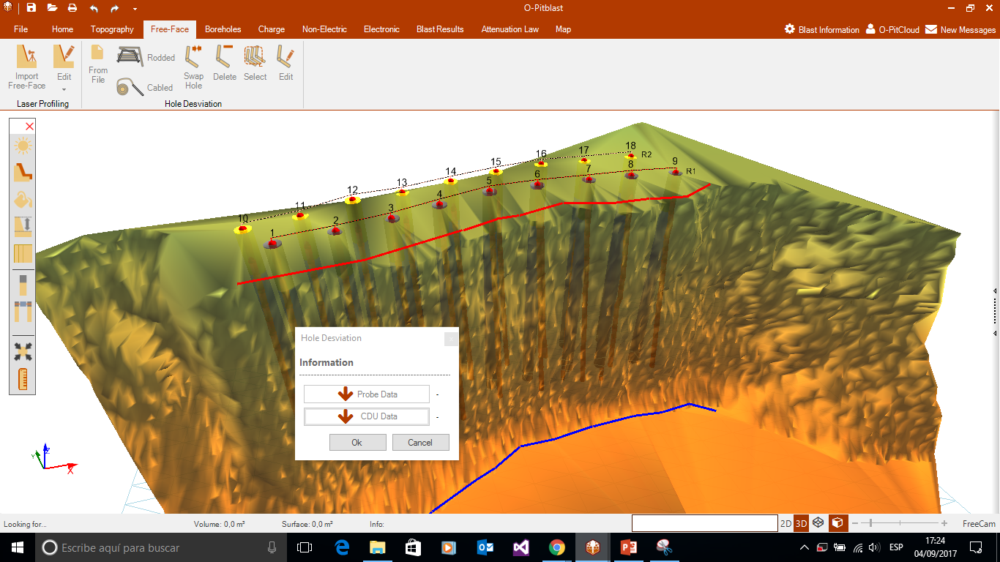 O-Pitblast
File Home Topography Free-Face Boreholes Charge Non-Electric Electronic Blast Results Attenuation Law Map Blast Information O-PitCloud New Messages
Import Free-Face
Edit
From File
Rodded
Cabled
Swap Hole
Delete
Select
Edit
Laser Profiling
Hole Desviation
18 R2
17
16
15
14
13
12
11
10
9 R1
8
7
6
5
4
3
2
1
Hole Desviation
x
Information
Probe Data -
CDU Data -
Ok Cancel
Z
Y
X
Looking for... Volume: 0,0 m³ Surface: 0,0 m² Info: 2D 3D FreeCam
Escribe aquí para buscar
ESP
17:24
04/09/2017